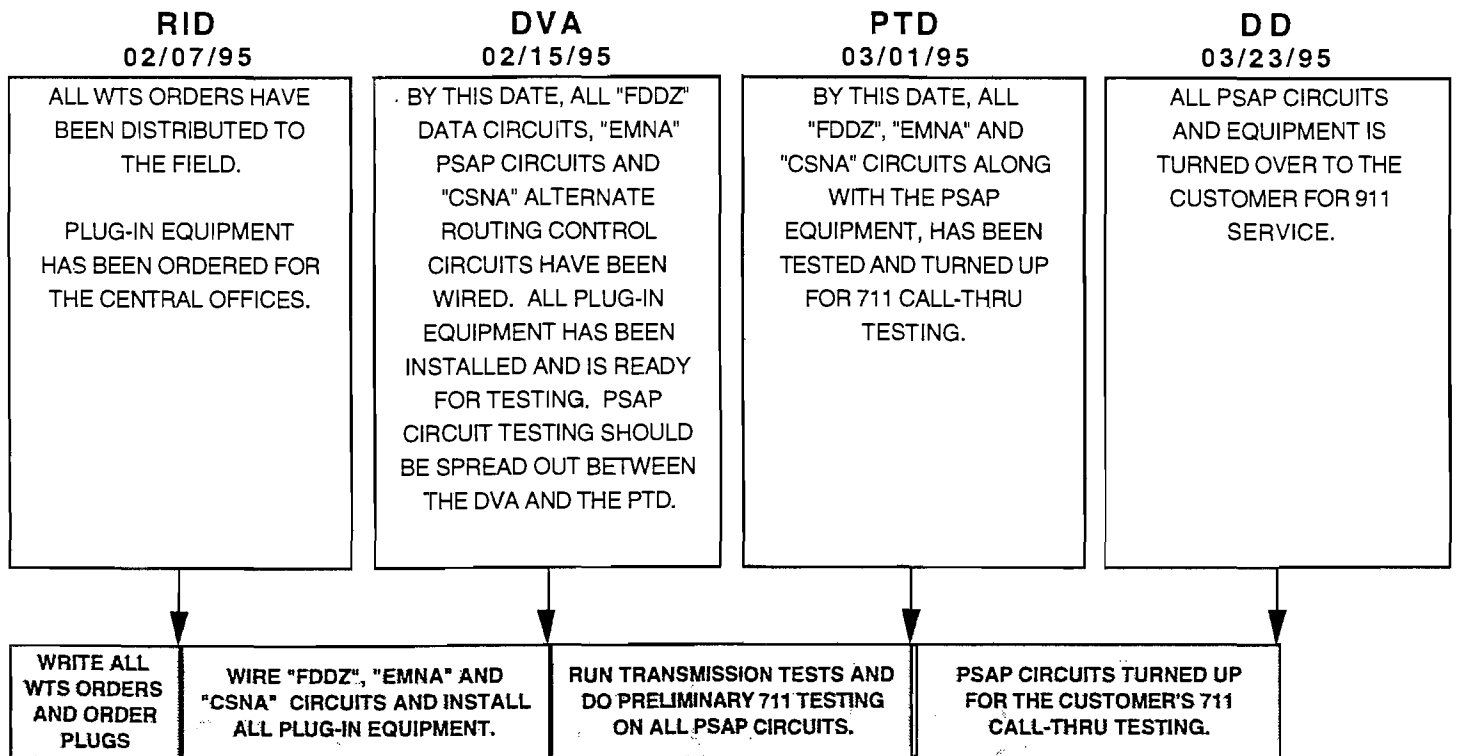 RID
02/07/95
ALL WTS ORDERS HAVE
BEEN DISTRIBUTED TO
THE FIELD.
PLUG-IN EQUIPMENT
HAS BEEN ORDERED FOR
THE CENTRAL OFFICES.
DVA
02/15/95
BY THIS DATE, ALL "FDDZ"
DATA CIRCUITS, "EMNA"
PSAP CIRCUITS AND
"CSNA" ALTERNATE
ROUTING CONTROL
CIRCUITS HAVE BEEN
WIRED. ALL PLUG-IN
EQUIPMENT HAS BEEN
INSTALLED AND IS READY
FOR TESTING. PSAP
CIRCUIT TESTING SHOULD
BE SPREAD OUT BETWEEN
THE DVA AND THE PTD.
PTD
03/01/95
BY THIS DATE, ALL
"FDDZ", "EMNA" AND
"CSNA" CIRCUITS ALONG
WITH THE PSAP
EQUIPMENT, HAS BEEN
TESTED AND TURNED UP
FOR 711 CALL-THRU
TESTING.
DD
03/23/95
ALL PSAP CIRCUITS
AND EQUIPMENT IS
TURNED OVER TO THE
CUSTOMER FOR 911
SERVICE.
WRITE ALL
WTS ORDERS
AND ORDER
PLUGS
WIRE "FDDZ", "EMNA" AND
"CSNA" CIRCUITS AND INSTALL
ALL PLUG-IN EQUIPMENT.
RUN TRANSMISSION TESTS AND
DO PRELIMINARY 711 TESTING
ON ALL PSAP CIRCUITS.
PSAP CIRCUITS TURNED UP
FOR THE CUSTOMER'S 711
CALL-THRU TESTING.